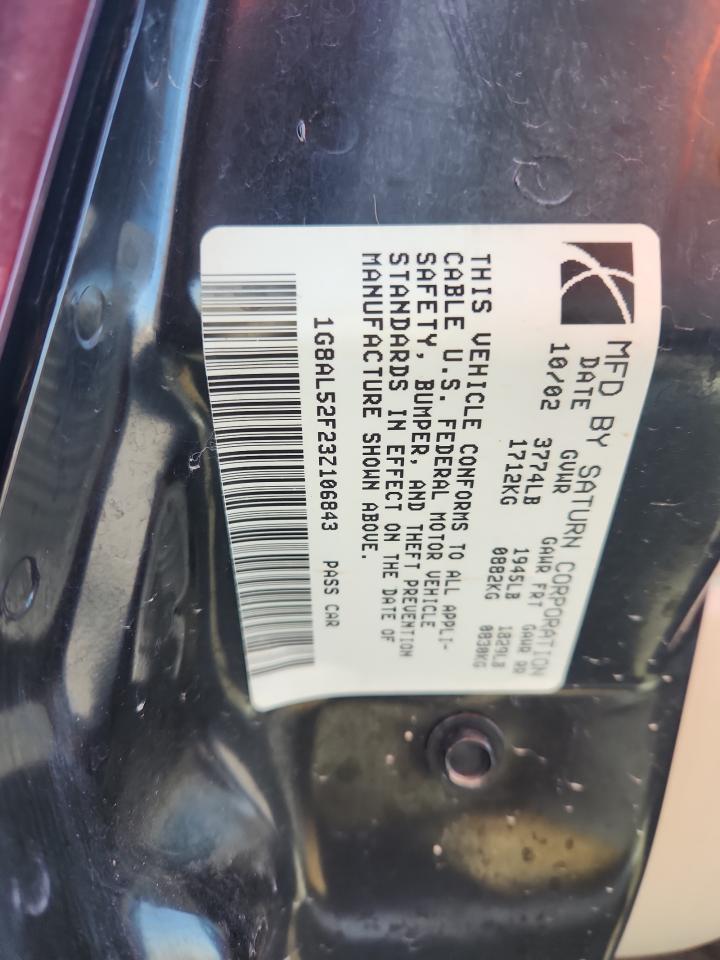 MFD BY SATURN CORPORATION
DATE GVWR GAWR FRT GAWR RR
10/02 3774LB 1945LB 1829LB
1712KG 0882KG 0830KG
THIS VEHICLE CONFORMS TO ALL APPLI-
CABLE U.S. FEDERAL MOTOR VEHICLE
SAFETY, BUMPER, AND THEFT PREVENTION
STANDARDS IN EFFECT ON THE DATE OF
MANUFACTURE SHOWN ABOVE.
1G8AL52F23Z106843 PASS CAR